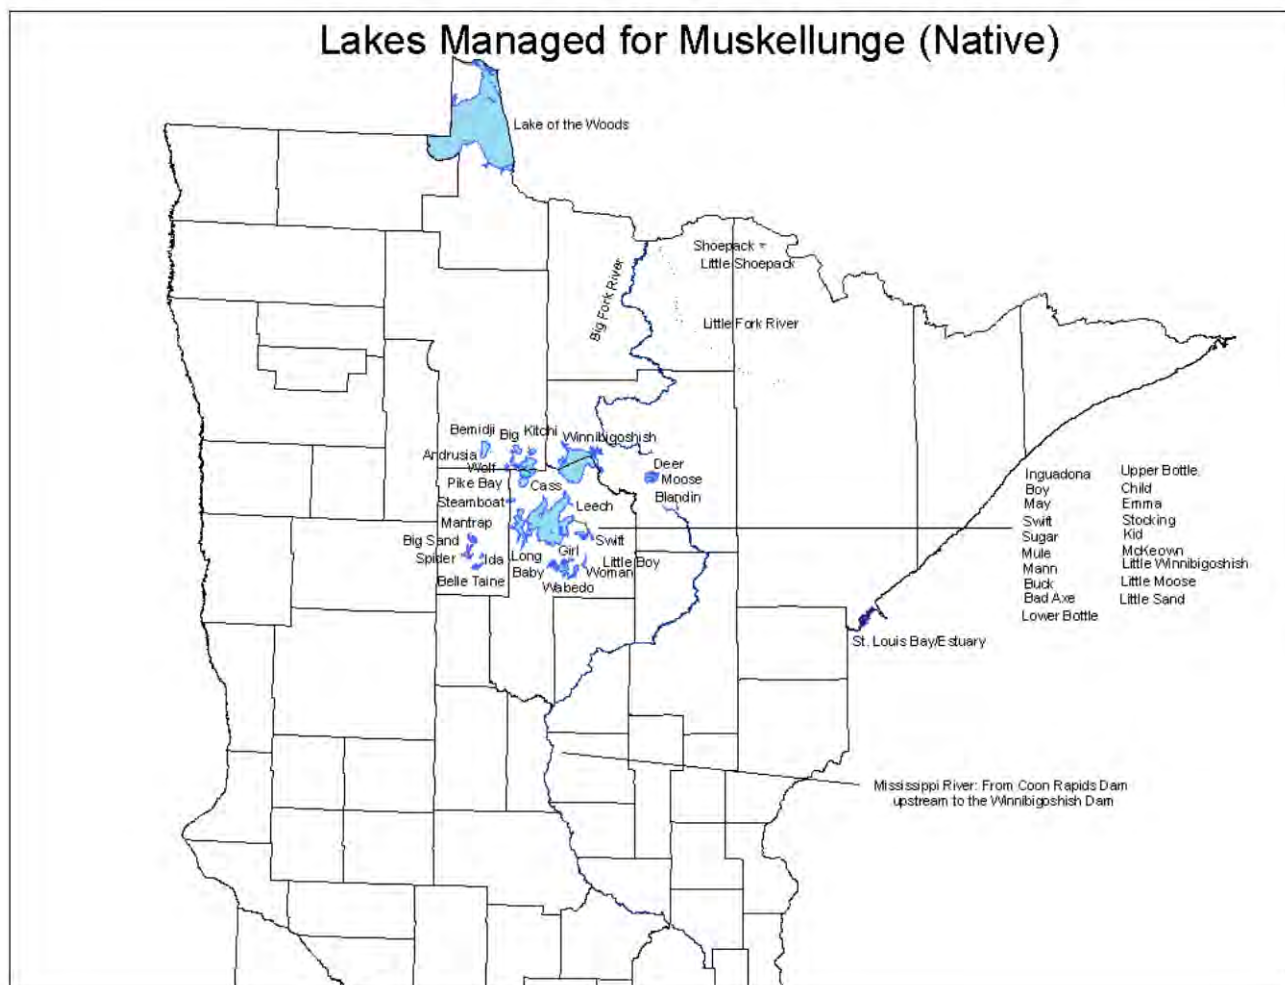 Lakes Managed for Muskellunge (Native)
Lake of the Woods
Shoepack
Little Shoepack
Big Fork River
Little Fork River
Bemidji
Big
Kitchi
Winnibigoshish
Andrusia
Wolf
Pike Bay
Cass
Deer
Moose
Blandin
Steamboat
Leech
Mantrap
Big Sand
Swift
Spider
Ida
Long
Girl
Little Boy
Belle Taine
Baby
Woman
Wabedo
Inguadona
Boy
May
Swift
Sugar
Mule
Mann
Buck
Bad Axe
Lower Bottle
Upper Bottle
Child
Emma
Stocking
Kid
McKeown
Little Winnibigoshish
Little Moose
Little Sand
St. Louis Bay/Estuary
Mississippi River: From Coon Rapids Dam
upstream to the Winnibigoshish Dam